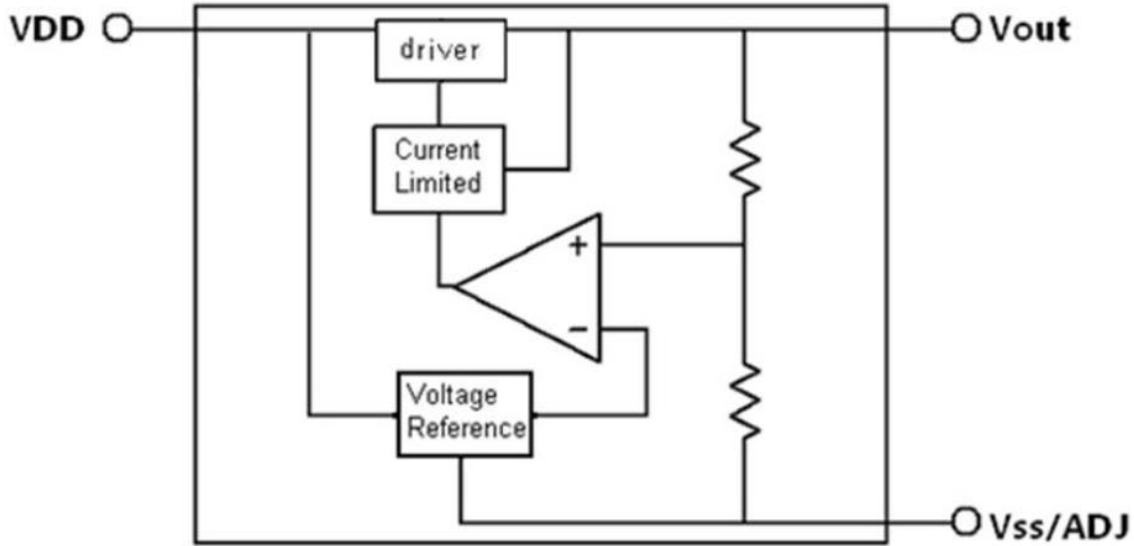 VDD
Vout
driver
Current
Limited
+
−
Voltage
Reference
Vss/ADJ